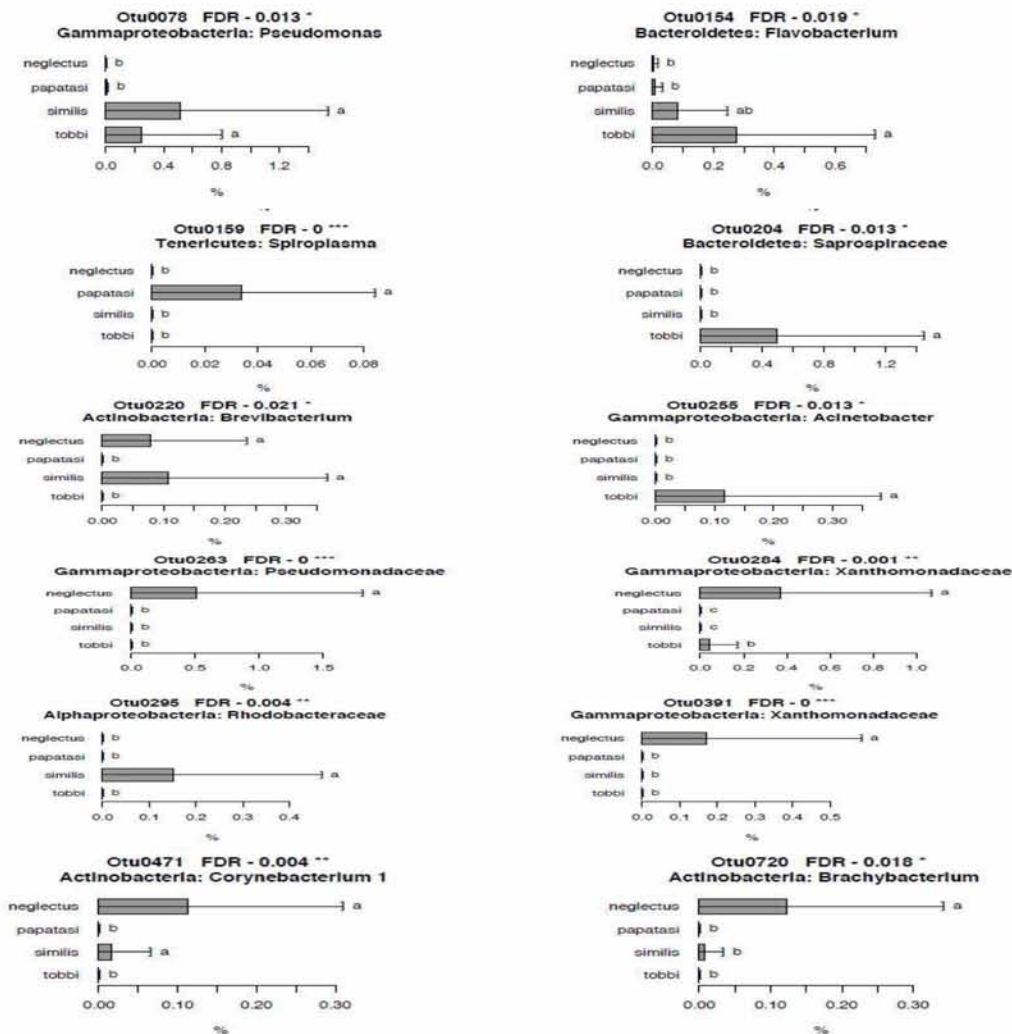 Otu0078 FDR - 0.013 *
Gammaproteobacteria: Pseudomonas
neglectus b
papatasi b
similis a
tobbi a
0.0 0.4 0.8 1.2
%
Otu0154 FDR - 0.019 *
Bacteroidetes: Flavobacterium
neglectus b
papatasi b
similis ab
tobbi a
0.0 0.2 0.4 0.6
%
Otu0159 FDR - 0 ***
Tenericutes: Spiroplasma
neglectus b
papatasi a
similis b
tobbi b
0.00 0.02 0.04 0.06 0.08
%
Otu0204 FDR - 0.013 *
Bacteroidetes: Saprospiraceae
neglectus b
papatasi b
similis b
tobbi a
0.0 0.4 0.8 1.2
%
Otu0220 FDR - 0.021 *
Actinobacteria: Brevibacterium
neglectus a
papatasi b
similis a
tobbi b
0.00 0.10 0.20 0.30
%
Otu0255 FDR - 0.013 *
Gammaproteobacteria: Acinetobacter
neglectus b
papatasi b
similis b
tobbi a
0.00 0.10 0.20 0.30
%
Otu0263 FDR - 0 ***
Gammaproteobacteria: Pseudomonadaceae
neglectus a
papatasi b
similis b
tobbi b
0.0 0.5 1.0 1.5
%
Otu0284 FDR - 0.001 **
Gammaproteobacteria: Xanthomonadaceae
neglectus a
papatasi c
similis c
tobbi b
0.0 0.2 0.4 0.6 0.8 1.0
%
Otu0295 FDR - 0.004 **
Alphaproteobacteria: Rhodobacteraceae
neglectus b
papatasi b
similis a
tobbi b
0.0 0.1 0.2 0.3 0.4
%
Otu0391 FDR - 0 ***
Gammaproteobacteria: Xanthomonadaceae
neglectus a
papatasi b
similis b
tobbi b
0.0 0.1 0.2 0.3 0.4 0.5
%
Otu0471 FDR - 0.004 **
Actinobacteria: Corynebacterium 1
neglectus a
papatasi b
similis a
tobbi b
0.00 0.10 0.20 0.30
%
Otu0720 FDR - 0.018 *
Actinobacteria: Brachybacterium
neglectus a
papatasi b
similis b
tobbi b
0.00 0.10 0.20 0.30
%